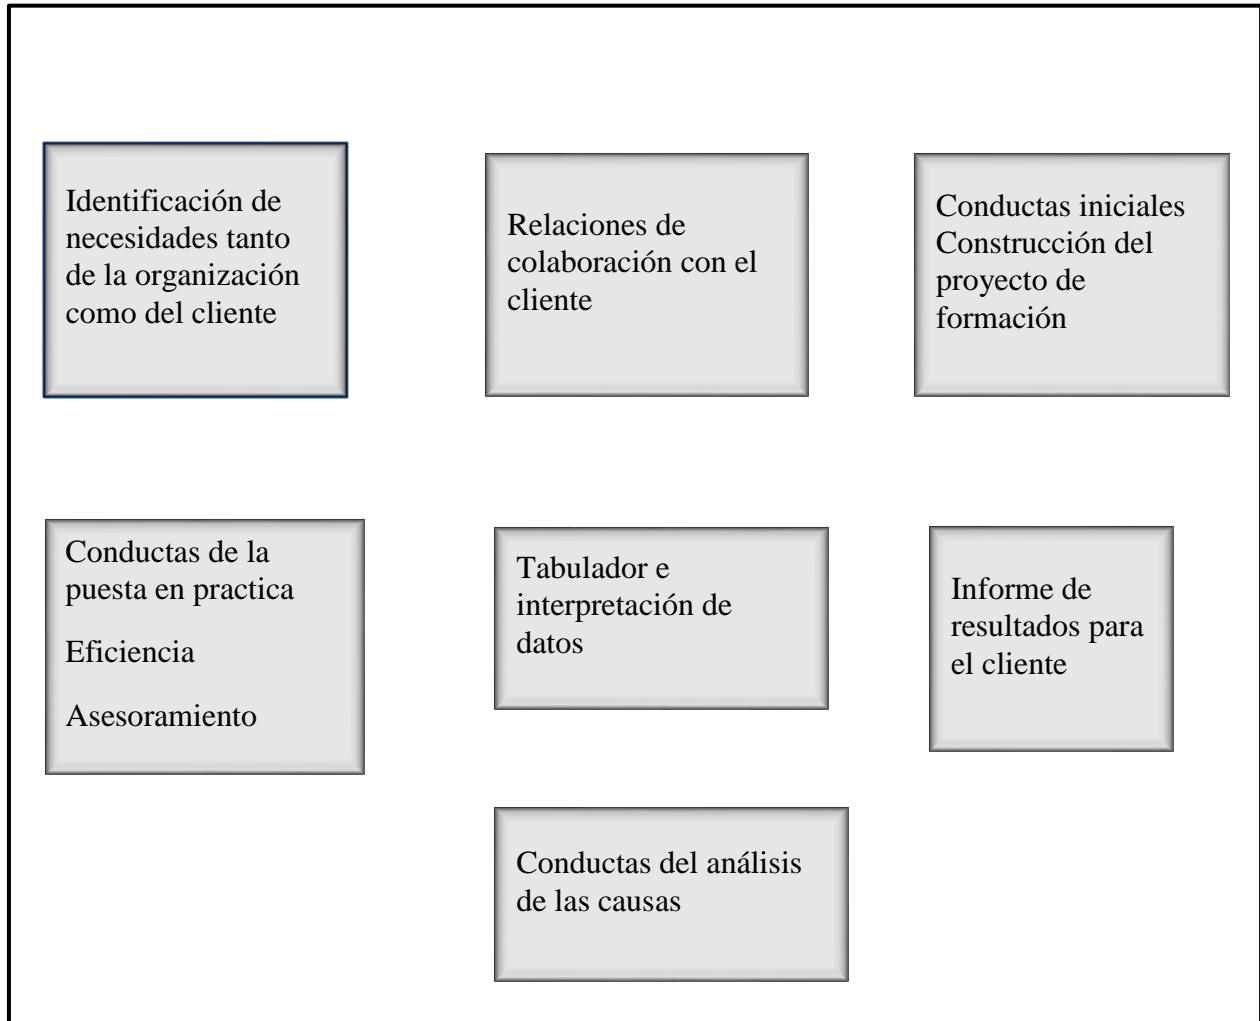 Identificación de
necesidades tanto
de la organización
como del cliente
Relaciones de
colaboración con el
cliente
Conductas iniciales
Construcción del
proyecto de
formación
Conductas de la
puesta en practica
Eficiencia
Asesoramiento
Tabulador e
interpretación de
datos
Informe de
resultados para
el cliente
Conductas del análisis
de las causas